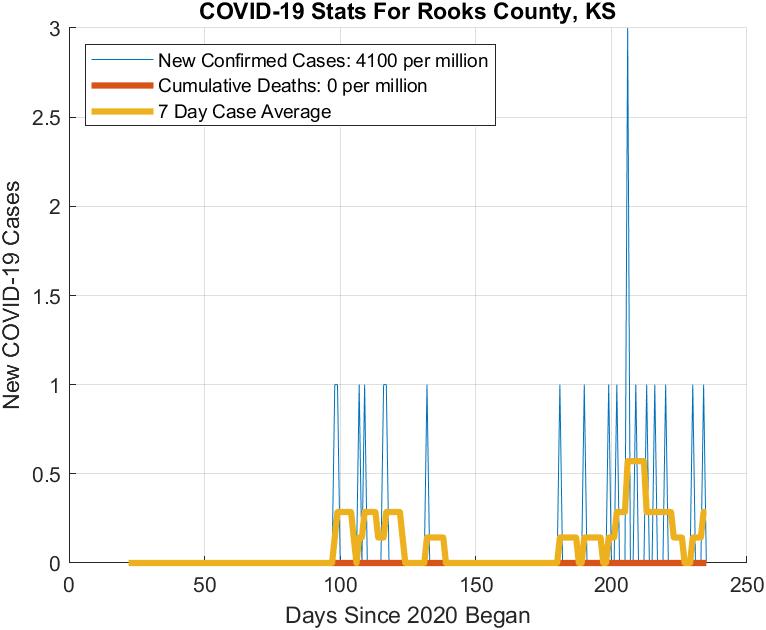 COVID-19 Stats For Rooks County, KS
New Confirmed Cases: 4100 per million
Cumulative Deaths: 0 per million
7 Day Case Average
New COVID-19 Cases
3
2.5
2
1.5
1
0.5
0
0 50 100 150 200 250
Days Since 2020 Began